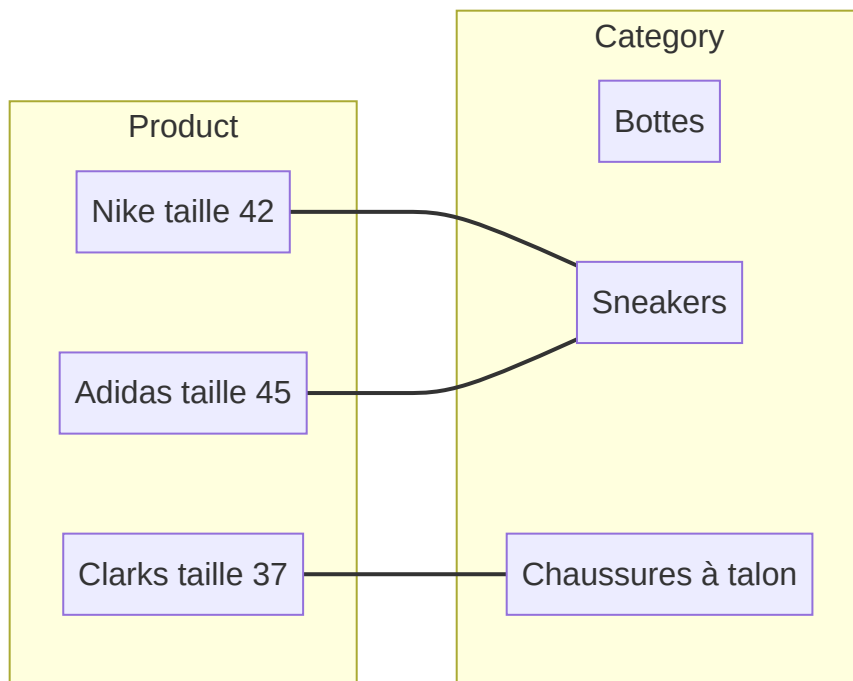 Product
Nike taille 42
Adidas taille 45
Clarks taille 37
Category
Bottes
Sneakers
Chaussures à talon